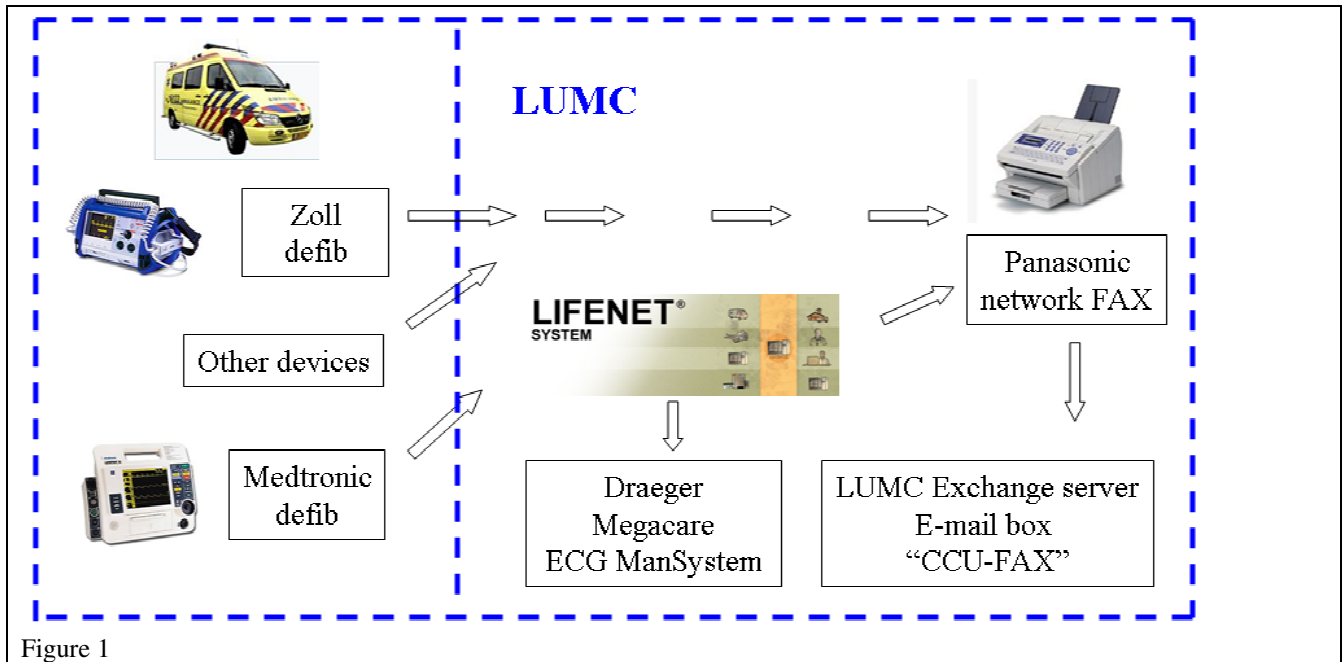 LUMC
Zoll
defib
Panasonic
network FAX
LIFENET®
SYSTEM
Other devices
Medtronic
defib
Draeger
Megacare
ECG ManSystem
LUMC Exchange server
E-mail box
“CCU-FAX”
Figure 1